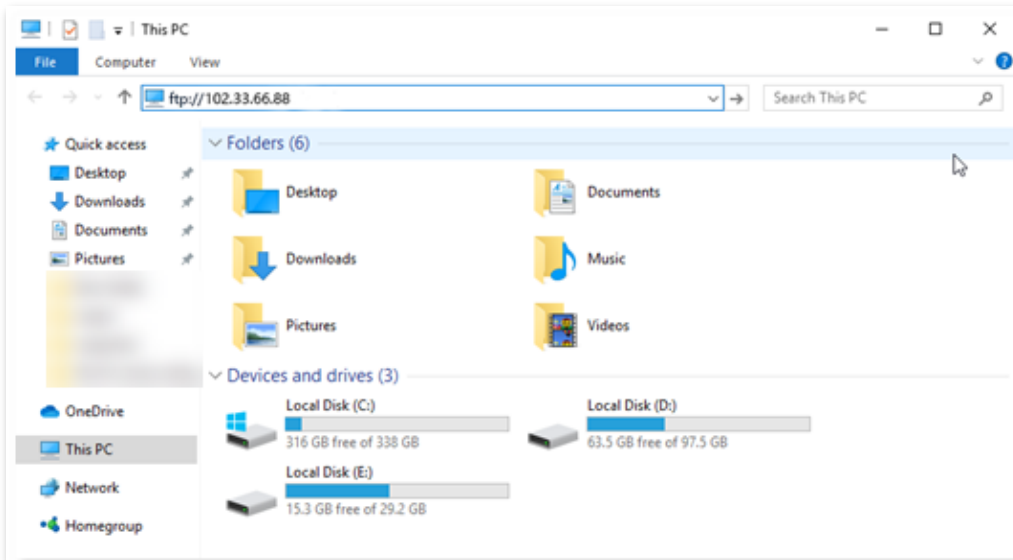 This PC
File Computer View
ftp://102.33.66.88
Search This PC
Quick access
Desktop
Downloads
Documents
Pictures
OneDrive
This PC
Network
Homegroup
Folders (6)
Desktop Documents
Downloads Music
Pictures Videos
Devices and drives (3)
Local Disk (C:) Local Disk (D:)
316 GB free of 338 GB 63.5 GB free of 97.5 GB
Local Disk (E:)
15.3 GB free of 29.2 GB